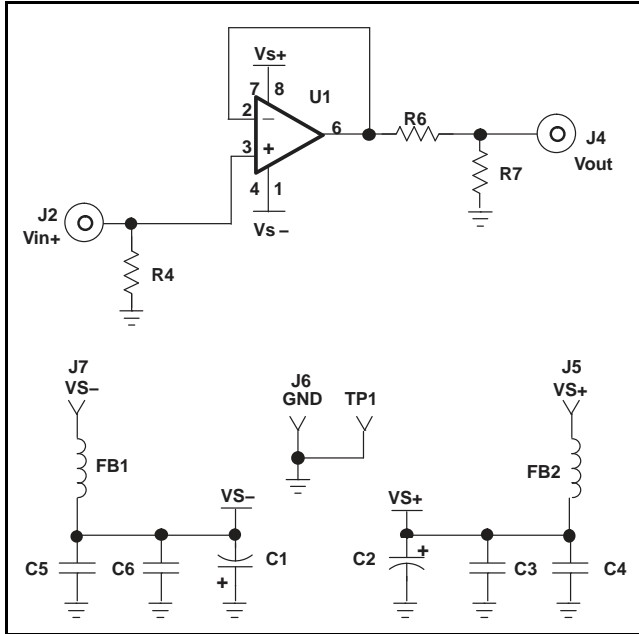 Vs+
7 8
U1
2
−
6
R6
J4
3
+
Vout
R7
4 1
J2
Vin+
Vs−
R4
J7
VS−
J6
GND
TP1
J5
VS+
FB1
FB2
VS−
VS+
C5
C6
C1
+
C2
+
C3
C4